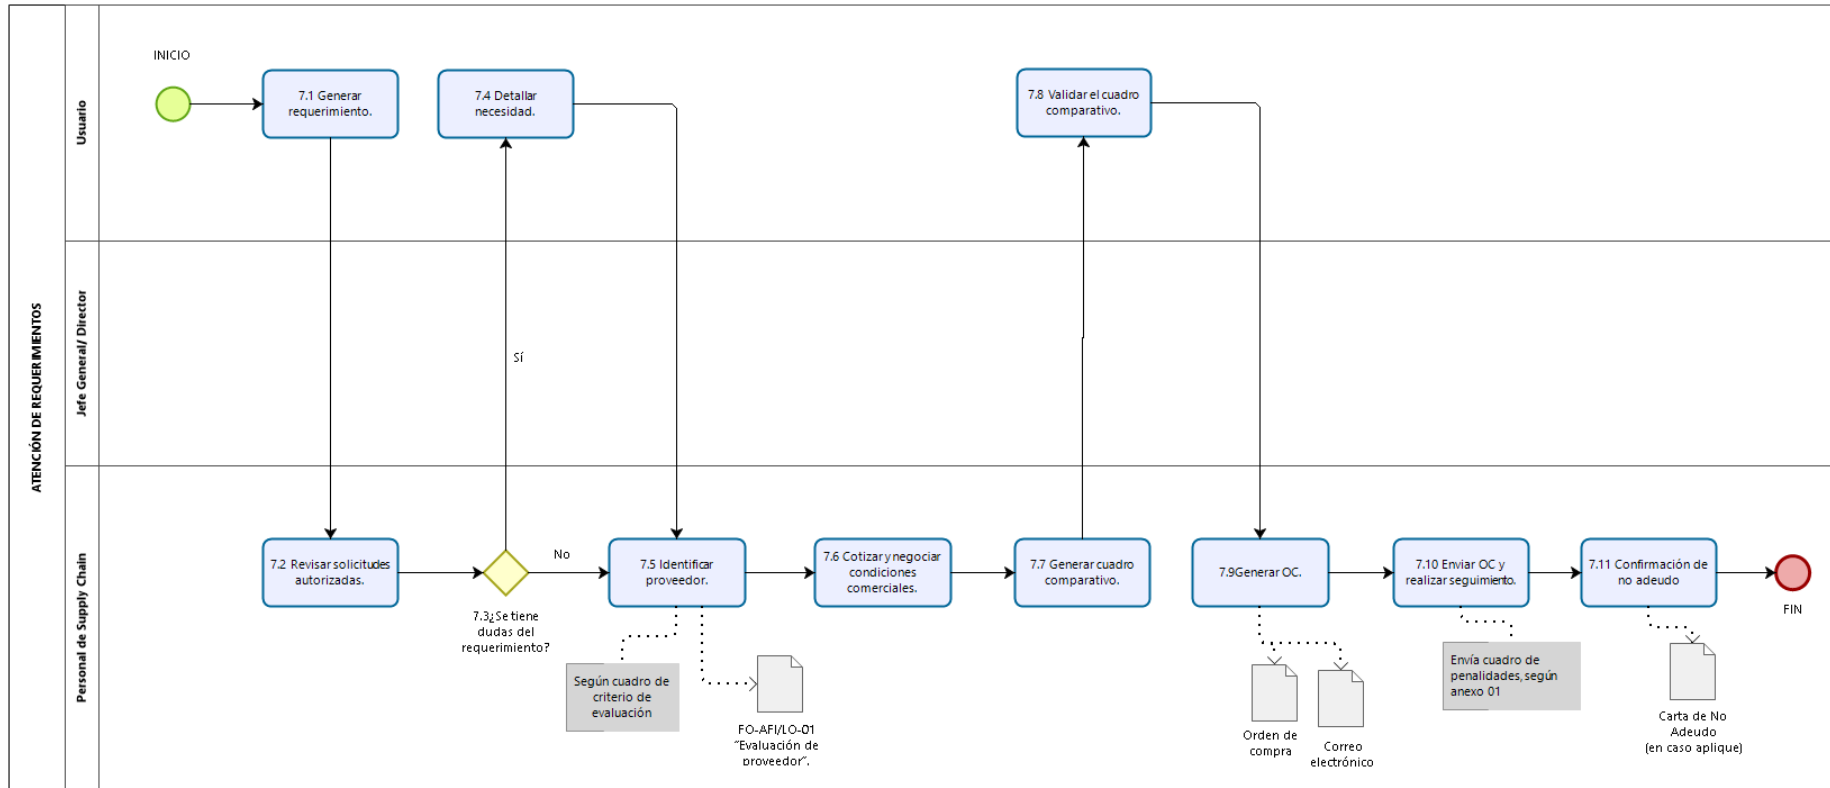 ATENCIÓN DE REQUERIMIENTOS
Usuario
INICIO
7.1 Generar
requerimiento.
7.4 Detallar
necesidad.
7.8 Validar el cuadro
comparativo.
Jefe General/ Director
Sí
Personal de Supply Chain
7.2 Revisar solicitudes
autorizadas.
7.3¿Se tiene
dudas del
requerimiento?
No
7.5 Identificar
proveedor.
Según cuadro de
criterio de
evaluación
FO-AFI/LO-01
"Evaluación de
proveedor".
7.6 Cotizar y negociar
condiciones
comerciales.
7.7 Generar cuadro
comparativo.
7.9Generar OC.
Orden de
compra
Correo
electrónico
7.10 Enviar OC y
realizar seguimiento.
Envía cuadro de
penalidades, según
anexo 01
7.11 Confirmación de
no adeudo
Carta de No
Adeudo
(en caso aplique)
FIN